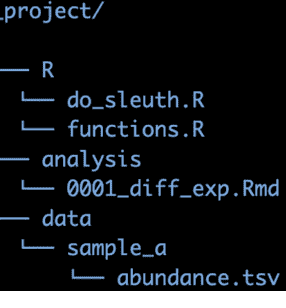 _project/
R
do_sleuth.R
functions.R
analysis
0001_diff_exp.Rmd
data
sample_a
abundance.tsv